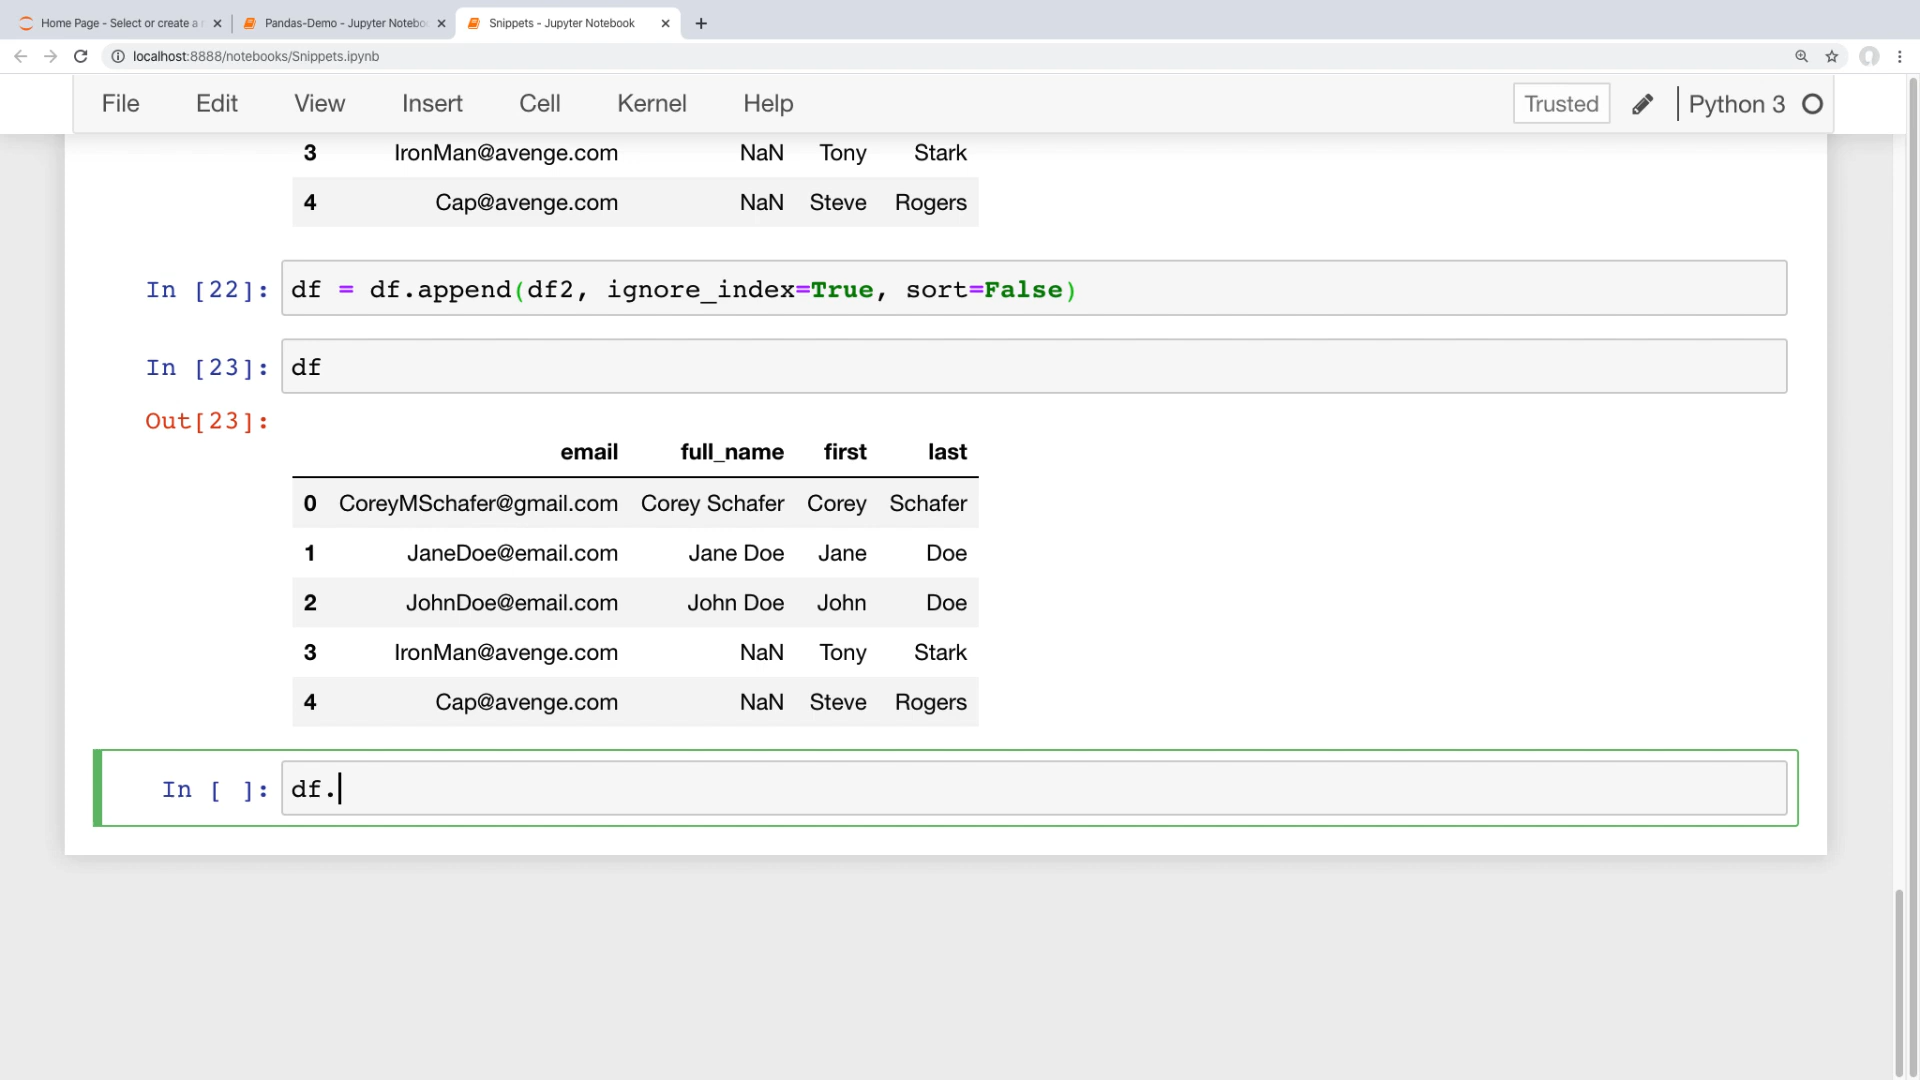 Home Page - Select or create a
Pandas-Demo - Jupyter Notebo
Snippets - Jupyter Notebook
localhost:8888/notebooks/Snippets.ipynb
File Edit View Insert Cell Kernel Help Trusted Python 3
3 IronMan@avenge.com NaN Tony Stark
4 Cap@avenge.com NaN Steve Rogers
In [22]: df = df.append(df2, ignore_index=True, sort=False)
In [23]: df
Out[23]:
email full_name first last
0 CoreyMSchafer@gmail.com Corey Schafer Corey Schafer
1 JaneDoe@email.com Jane Doe Jane Doe
2 JohnDoe@email.com John Doe John Doe
3 IronMan@avenge.com NaN Tony Stark
4 Cap@avenge.com NaN Steve Rogers
In [ ]: df.